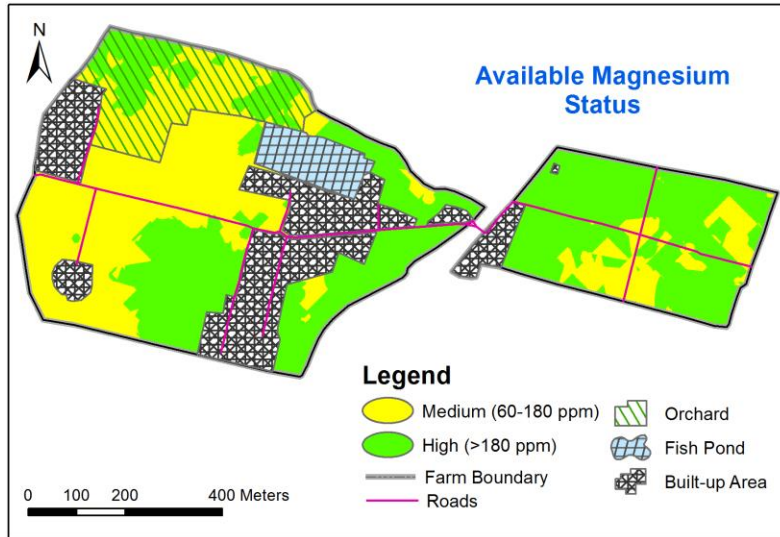 N
Available Magnesium
Status
Legend
Medium (60-180 ppm)
High (>180 ppm)
Farm Boundary
Roads
Orchard
Fish Pond
Built-up Area
0 100 200 400 Meters